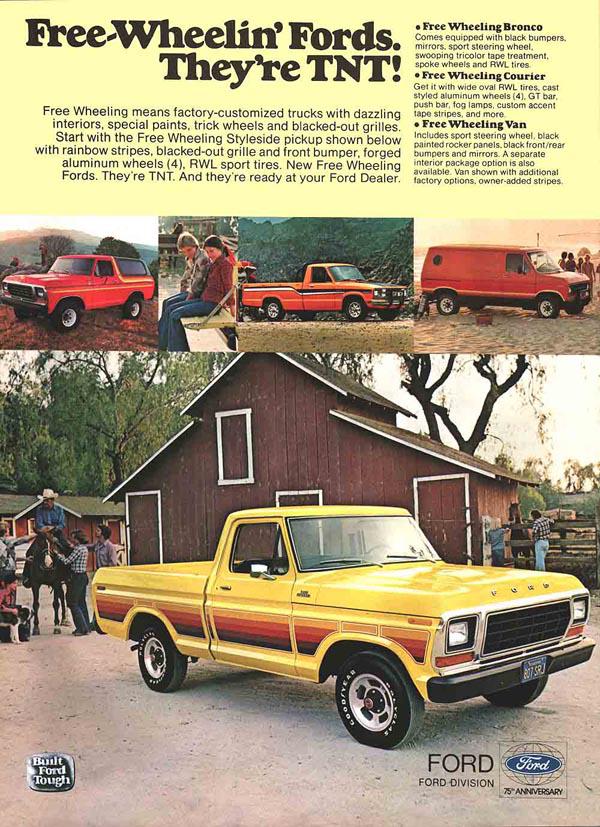 Free-Wheelin' Fords.
They're TNT!
Free Wheeling means factory-customized trucks with dazzling
interiors, special paints, trick wheels and blacked-out grilles.
Start with the Free Wheeling Styleside pickup shown below
with rainbow stripes, blacked-out grille and front bumper, forged
aluminum wheels (4), RWL sport tires. New Free Wheeling
Fords. They're TNT. And they're ready at your Ford Dealer.
• Free Wheeling Bronco
Comes equipped with black bumpers,
mirrors, sport steering wheel,
swooping tricolor tape treatment,
spoke wheels and RWL tires.
• Free Wheeling Courier
Get it with wide oval RWL tires, cast
styled aluminum wheels (4), GT bar,
push bar, fog lamps, custom accent
tape stripes, and more.
• Free Wheeling Van
Includes sport steering wheel, black
painted rocker panels, black front/rear
bumpers and mirrors. A separate
interior package option is also
available. Van shown with additional
factory options, owner-added stripes.
FORD
GOODYEAR
Built
Ford
Tough
FORD
FORD DIVISION
Ford
75th ANNIVERSARY